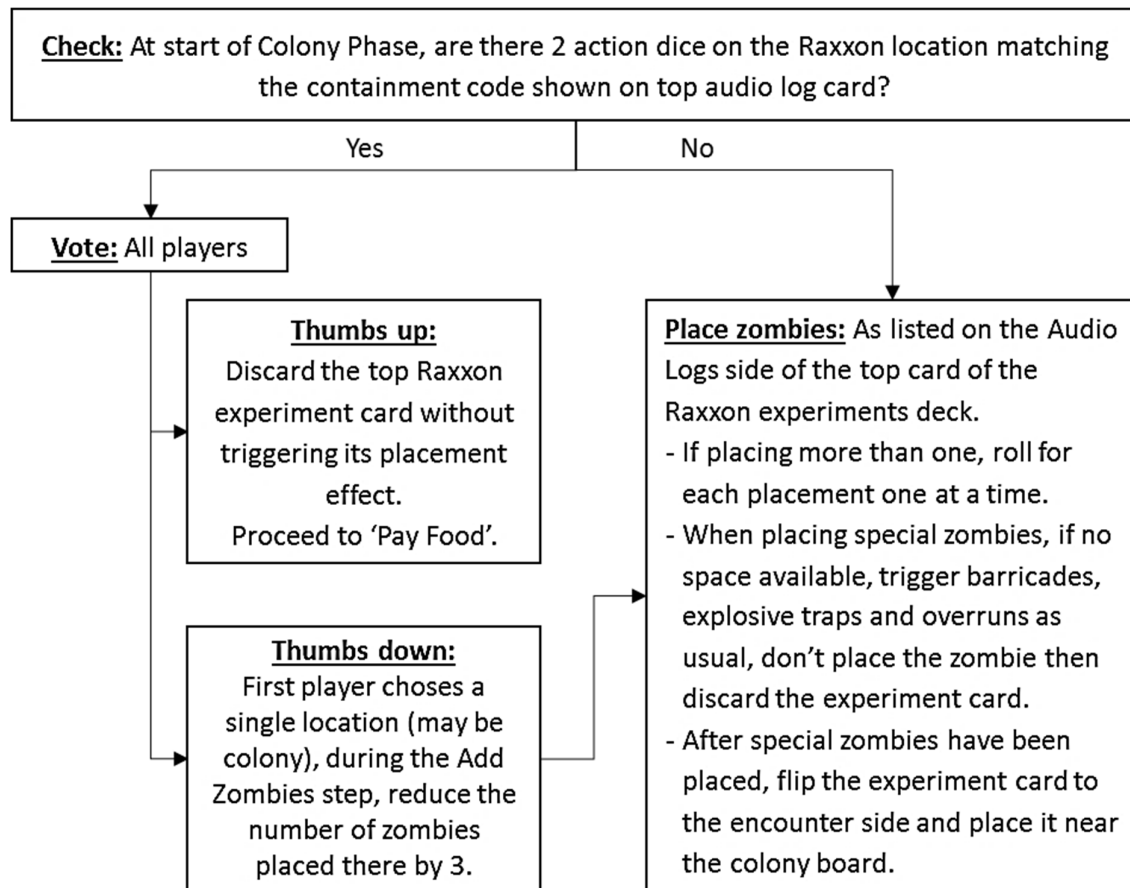 Check: At start of Colony Phase, are there 2 action dice on the Raxxon location matching
the containment code shown on top audio log card?
Yes
No
Vote: All players
Thumbs up:
Discard the top Raxxon
experiment card without
triggering its placement
effect.
Proceed to ‘Pay Food’.
Thumbs down:
First player choses a
single location (may be
colony), during the Add
Zombies step, reduce the
number of zombies
placed there by 3.
Place zombies: As listed on the Audio
Logs side of the top card of the
Raxxon experiments deck.
- If placing more than one, roll for
each placement one at a time.
- When placing special zombies, if no
space available, trigger barricades,
explosive traps and overruns as
usual, don’t place the zombie then
discard the experiment card.
- After special zombies have been
placed, flip the experiment card to
the encounter side and place it near
the colony board.